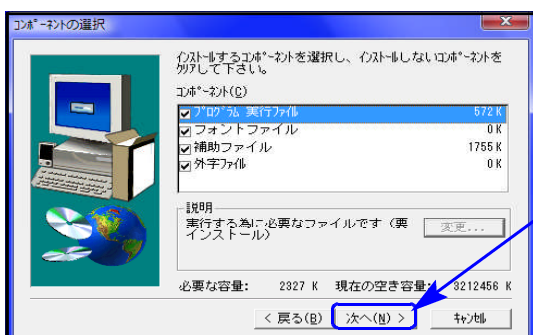 ｺﾝﾎﾟｰﾈﾝﾄの選択
ｲﾝｽﾄｰﾙするｺﾝﾎﾟｰﾈﾝﾄを選択し、ｲﾝｽﾄｰﾙしないｺﾝﾎﾟｰﾈﾝﾄを
ｸﾘｱして下さい。
ｺﾝﾎﾟｰﾈﾝﾄ(C)
ﾌﾟﾛｸﾞﾗﾑ 実行ﾌｧｲﾙ 572 K
フォントファイル 0 K
補助ファイル 1755 K
外字ﾌｧｲﾙ 0 K
説明
実行する為に必要なファイルです（要
インストール）
変更...
必要な容量: 2327 K 現在の空き容量: 3212456 K
< 戻る(B) 次へ(N) > ｷｬﾝｾﾙ